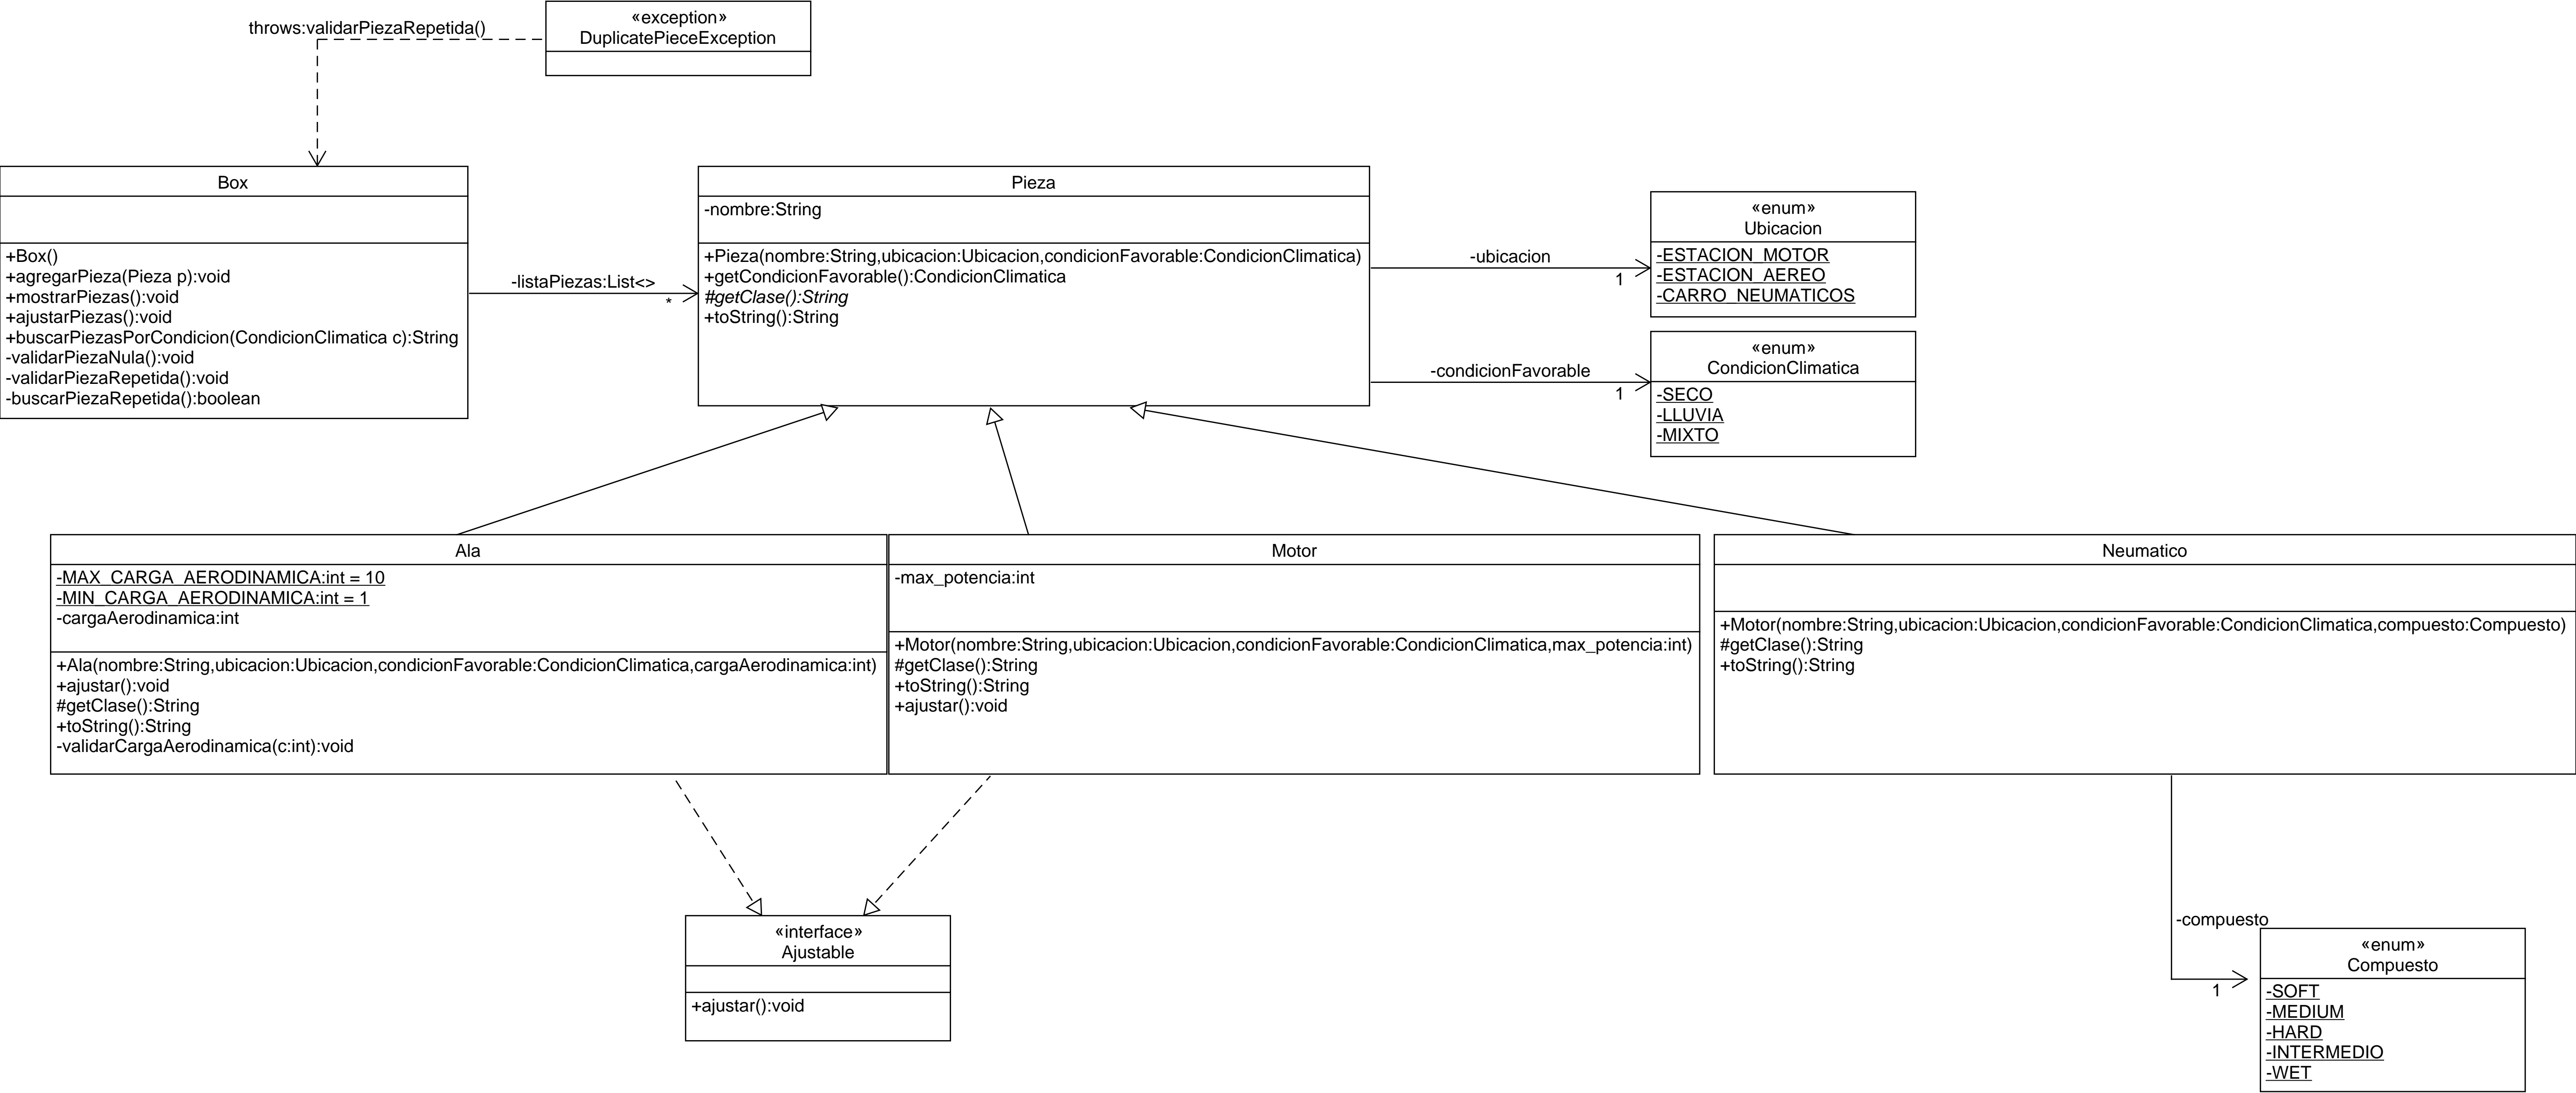 throws:validarPiezaRepetida()
«exception»
DuplicatePieceException
Box
+Box()
+agregarPieza(Pieza p):void
+mostrarPiezas():void
+ajustarPiezas():void
+buscarPiezasPorCondicion(CondicionClimatica c):String
-validarPiezaNula():void
-validarPiezaRepetida():void
-buscarPiezaRepetida():boolean
-listaPiezas:List<>
*
Pieza
-nombre:String
+Pieza(nombre:String,ubicacion:Ubicacion,condicionFavorable:CondicionClimatica)
+getCondicionFavorable():CondicionClimatica
#getClase():String
+toString():String
-ubicacion
1
«enum»
Ubicacion
-ESTACION_MOTOR
-ESTACION_AEREO
-CARRO_NEUMATICOS
-condicionFavorable
1
«enum»
CondicionClimatica
-SECO
-LLUVIA
-MIXTO
Ala
-MAX_CARGA_AERODINAMICA:int = 10
-MIN_CARGA_AERODINAMICA:int = 1
-cargaAerodinamica:int
+Ala(nombre:String,ubicacion:Ubicacion,condicionFavorable:CondicionClimatica,cargaAerodinamica:int)
+ajustar():void
#getClase():String
+toString():String
-validarCargaAerodinamica(c:int):void
Motor
-max_potencia:int
+Motor(nombre:String,ubicacion:Ubicacion,condicionFavorable:CondicionClimatica,max_potencia:int)
#getClase():String
+toString():String
+ajustar():void
Neumatico
+Motor(nombre:String,ubicacion:Ubicacion,condicionFavorable:CondicionClimatica,compuesto:Compuesto)
#getClase():String
+toString():String
«interface»
Ajustable
+ajustar():void
-compuesto
1
«enum»
Compuesto
-SOFT
-MEDIUM
-HARD
-INTERMEDIO
-WET